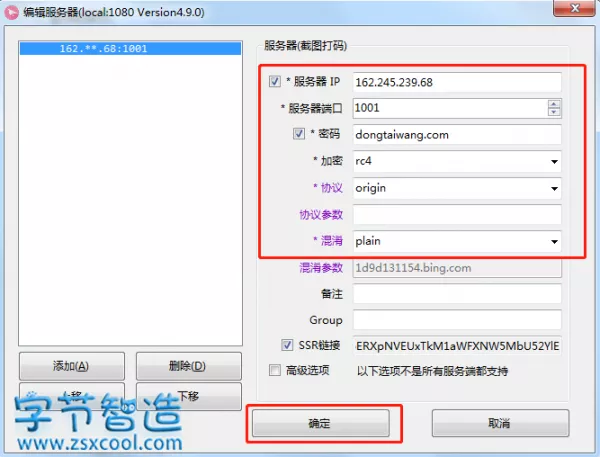 编辑服务器(local:1080 Version4.9.0)
162.**.68:1001
服务器(截图打码)
* 服务器 IP 162.245.239.68
* 服务器端口 1001
* 密码 dongtaiwang.com
* 加密 rc4
* 协议 origin
协议参数
* 混淆 plain
混淆参数 1d9d131154.bing.com
备注
Group
SSR链接 ERXpNVEUxTkM1aWFXNW5MbU52YlE
高级选项 以下选项不是所有服务端都支持
添加(A) 删除(D)
上移 下移
确定 取消
字节智造
www.zsxcool.com